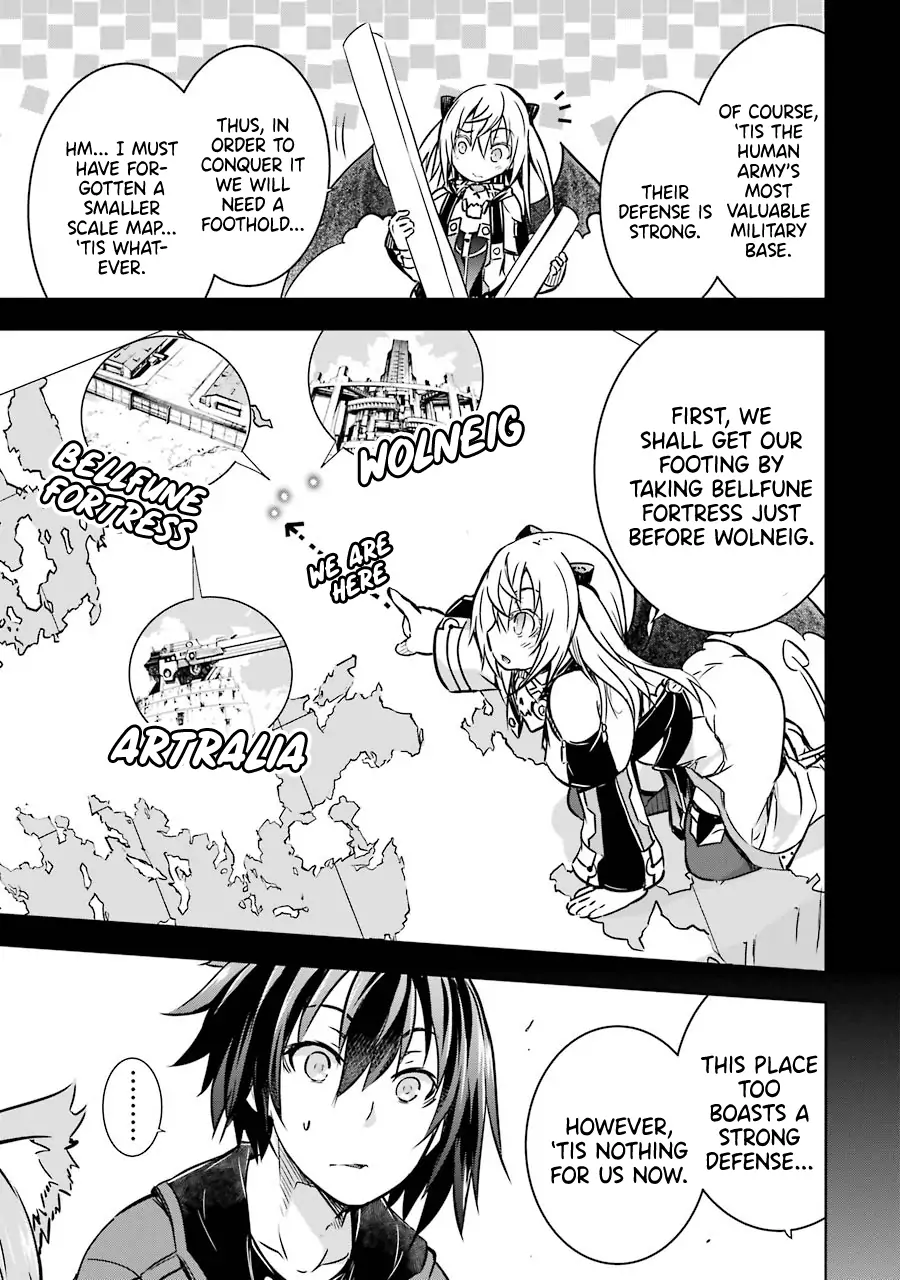 OF COURSE,
'TIS THE
HUMAN
ARMY'S
MOST
VALUABLE
MILITARY
BASE.
THEIR
DEFENSE IS
STRONG.
THUS, IN
ORDER TO
CONQUER IT
WE WILL
NEED A
FOOTHOLD...
HM... I MUST
HAVE FOR-
GOTTEN A
SMALLER
SCALE MAP...
'TIS WHAT-
EVER.
FIRST, WE
SHALL GET OUR
FOOTING BY
TAKING BELLFUNE
FORTRESS JUST
BEFORE WOLNEIG.
WOLNEIG
BELLFUNE
FORTRESS
WE ARE
HERE
ARTRALIA
THIS PLACE
TOO
BOASTS A
STRONG
DEFENSE...
HOWEVER,
'TIS NOTHING
FOR US NOW.
.........